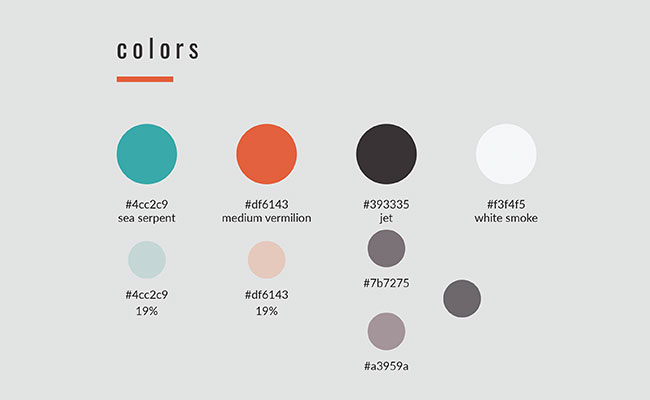 colors
#4cc2c9
sea serpent
#df6143
medium vermilion
#393335
jet
#f3f4f5
white smoke
#4cc2c9
19%
#df6143
19%
#7b7275
#a3959a